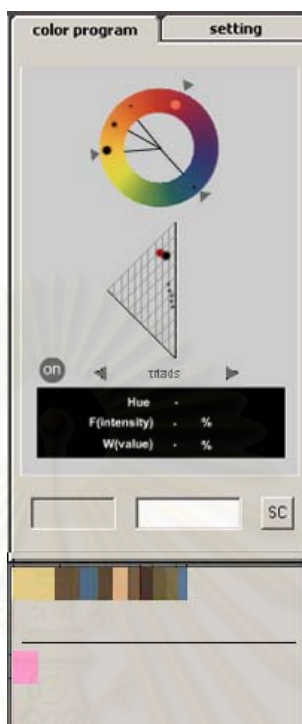 color program setting
on
triads
Hue -
F(intensity) - %
W(value) - %
SC